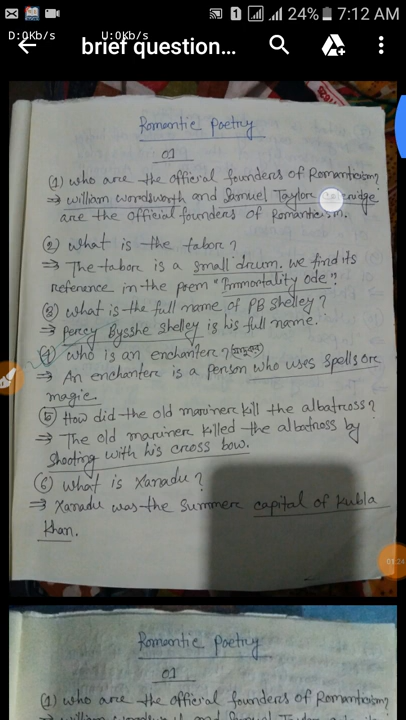 D:0Kb/s U:0Kb/s 1 24% 7:12 AM
brief question...
Romantic Poetry
01
(1) who are the official founders of Romanticism?
⇒ William wordsworth and Samuel Taylor
are the official founders of Romanticism.
(2) what is the tabor?
⇒ The tabor is a small drum. we find its
reference in the poem "Immortality ode".
(3) what is the full name of PB Shelley?
⇒ Percy Bysshe Shelley is his full name.
(4) who is an enchanter?
⇒ An enchanter is a person who uses spells or
magic.
(5) How did the old mariner kill the albatross?
⇒ The old mariner killed the albatross by
shooting with his cross bow.
(6) what is Xanadu?
⇒ Xanadu was the summer capital of Kubla
Khan.
01:24
Romantic Poetry
01
(1) who are the official founders of Romanticism?